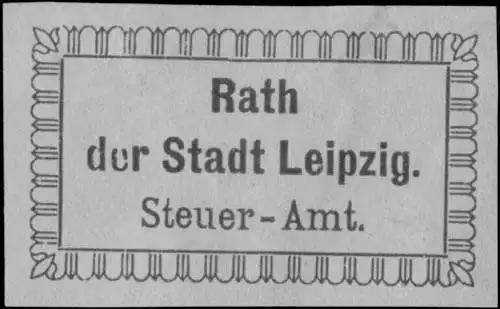 Rath
der Stadt Leipzig.
Steuer-Amt.